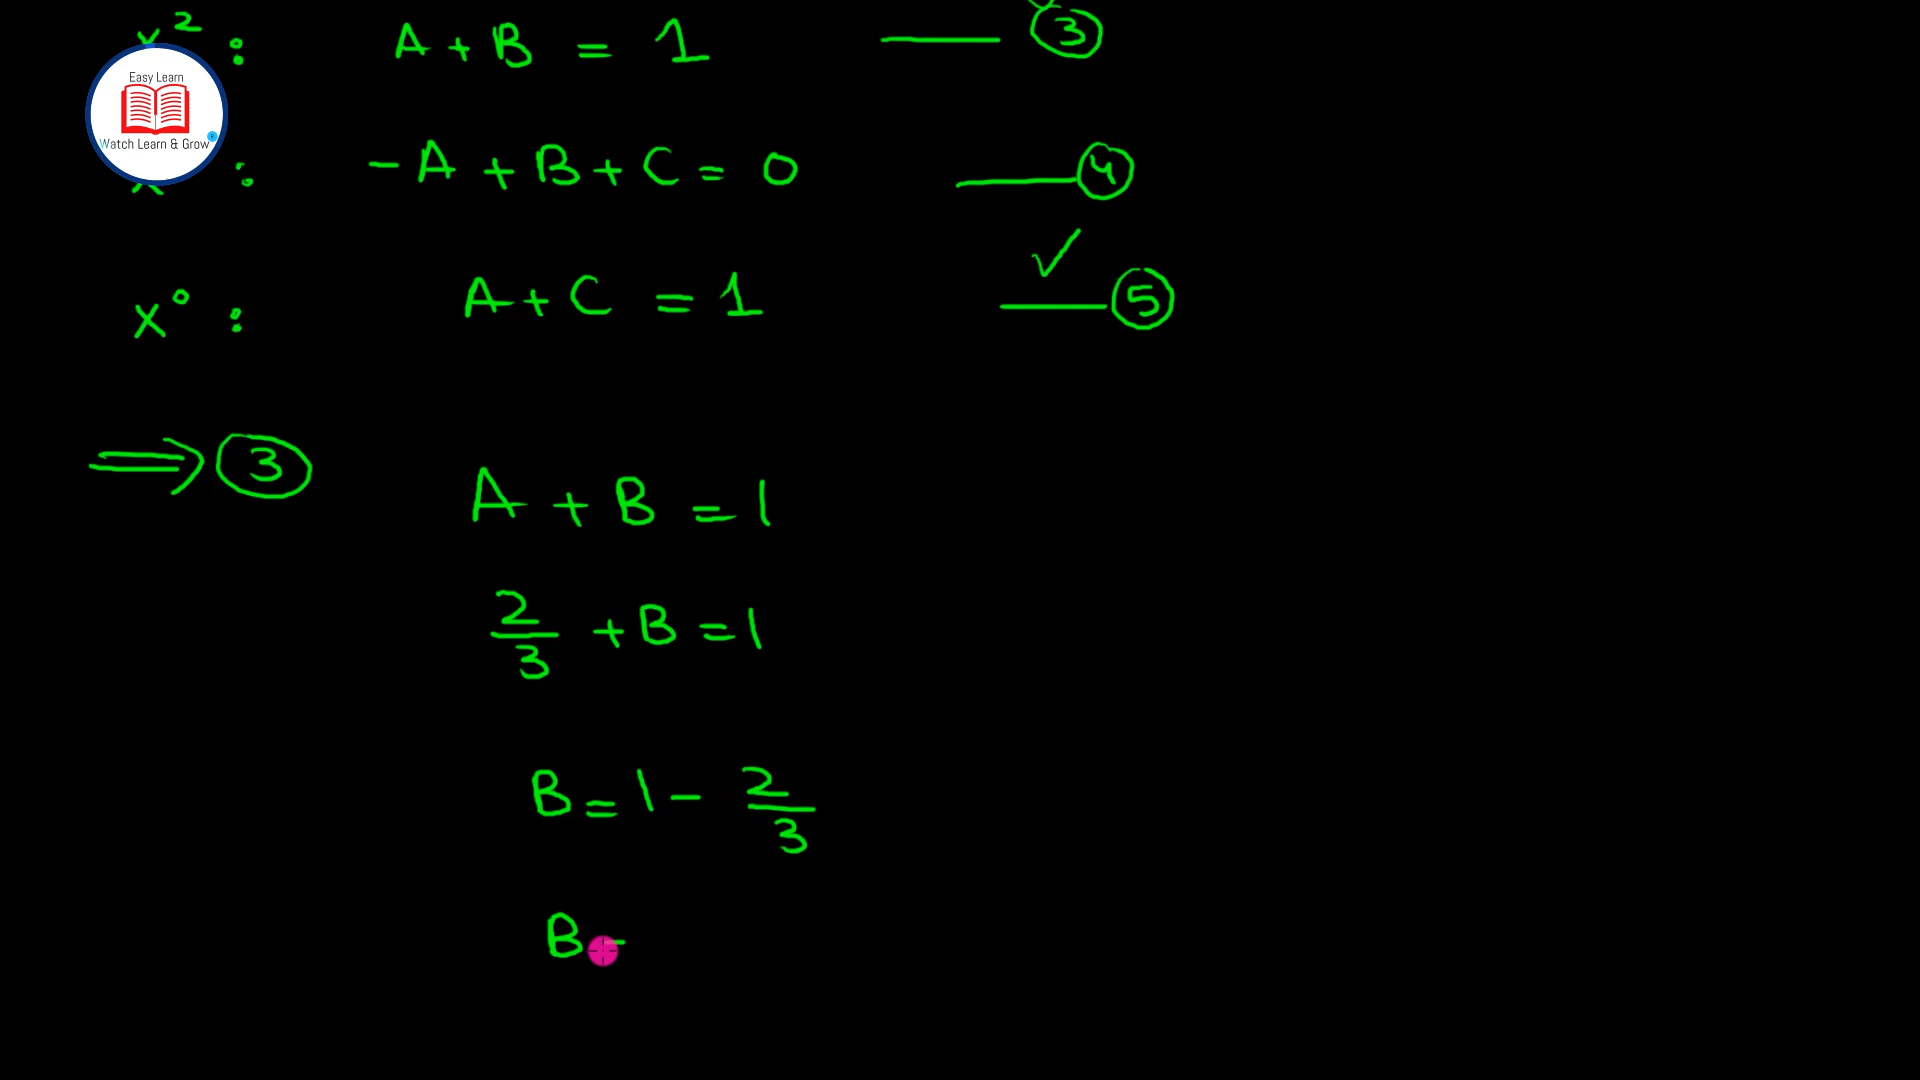 x² : A + B = 1 ——— ③
Easy Learn
Watch Learn & Grow
: -A + B + C = 0 ——— ④
x⁰ : A + C = 1 ✓ ——— ⑤
⟹ ③ A + B = 1
2/3 + B = 1
B = 1 - 2/3
B =